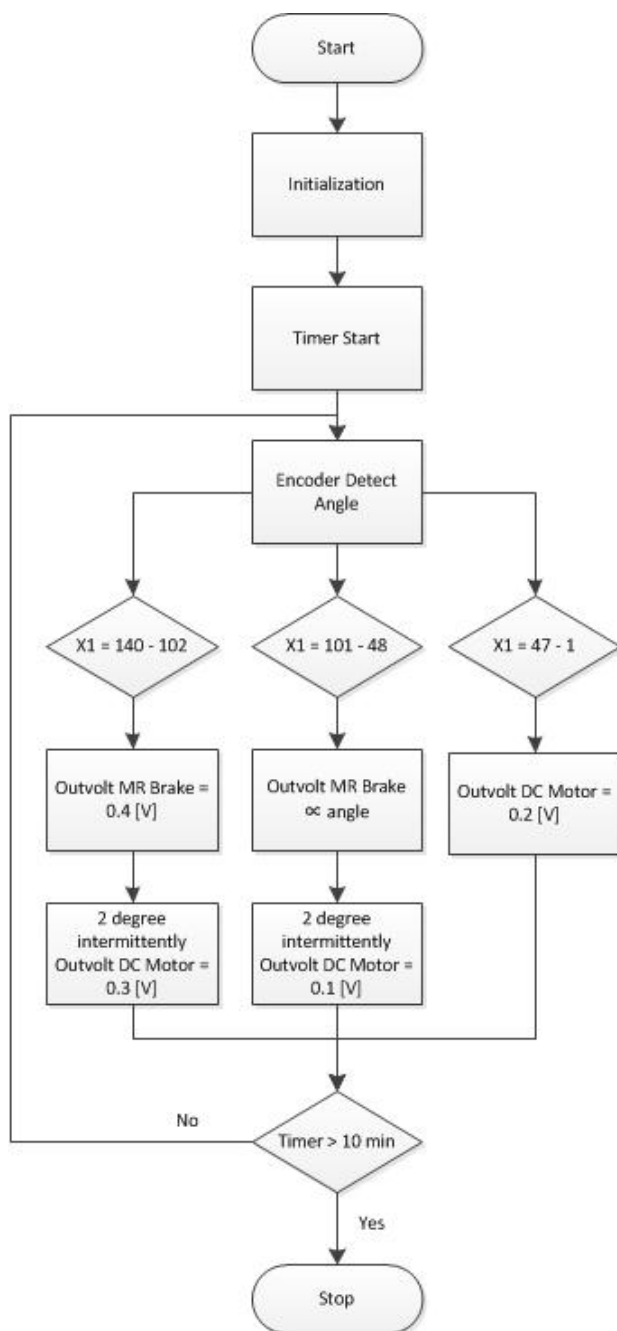 Start
Initialization
Timer Start
Encoder Detect
Angle
X1 = 140 - 102
X1 = 101 - 48
X1 = 47 - 1
Outvolt MR Brake =
0.4 [V]
Outvolt MR Brake
∝ angle
Outvolt DC Motor =
0.2 [V]
2 degree
intermittently
Outvolt DC Motor =
0.3 [V]
2 degree
intermittently
Outvolt DC Motor =
0.1 [V]
No
Timer > 10 min
Yes
Stop